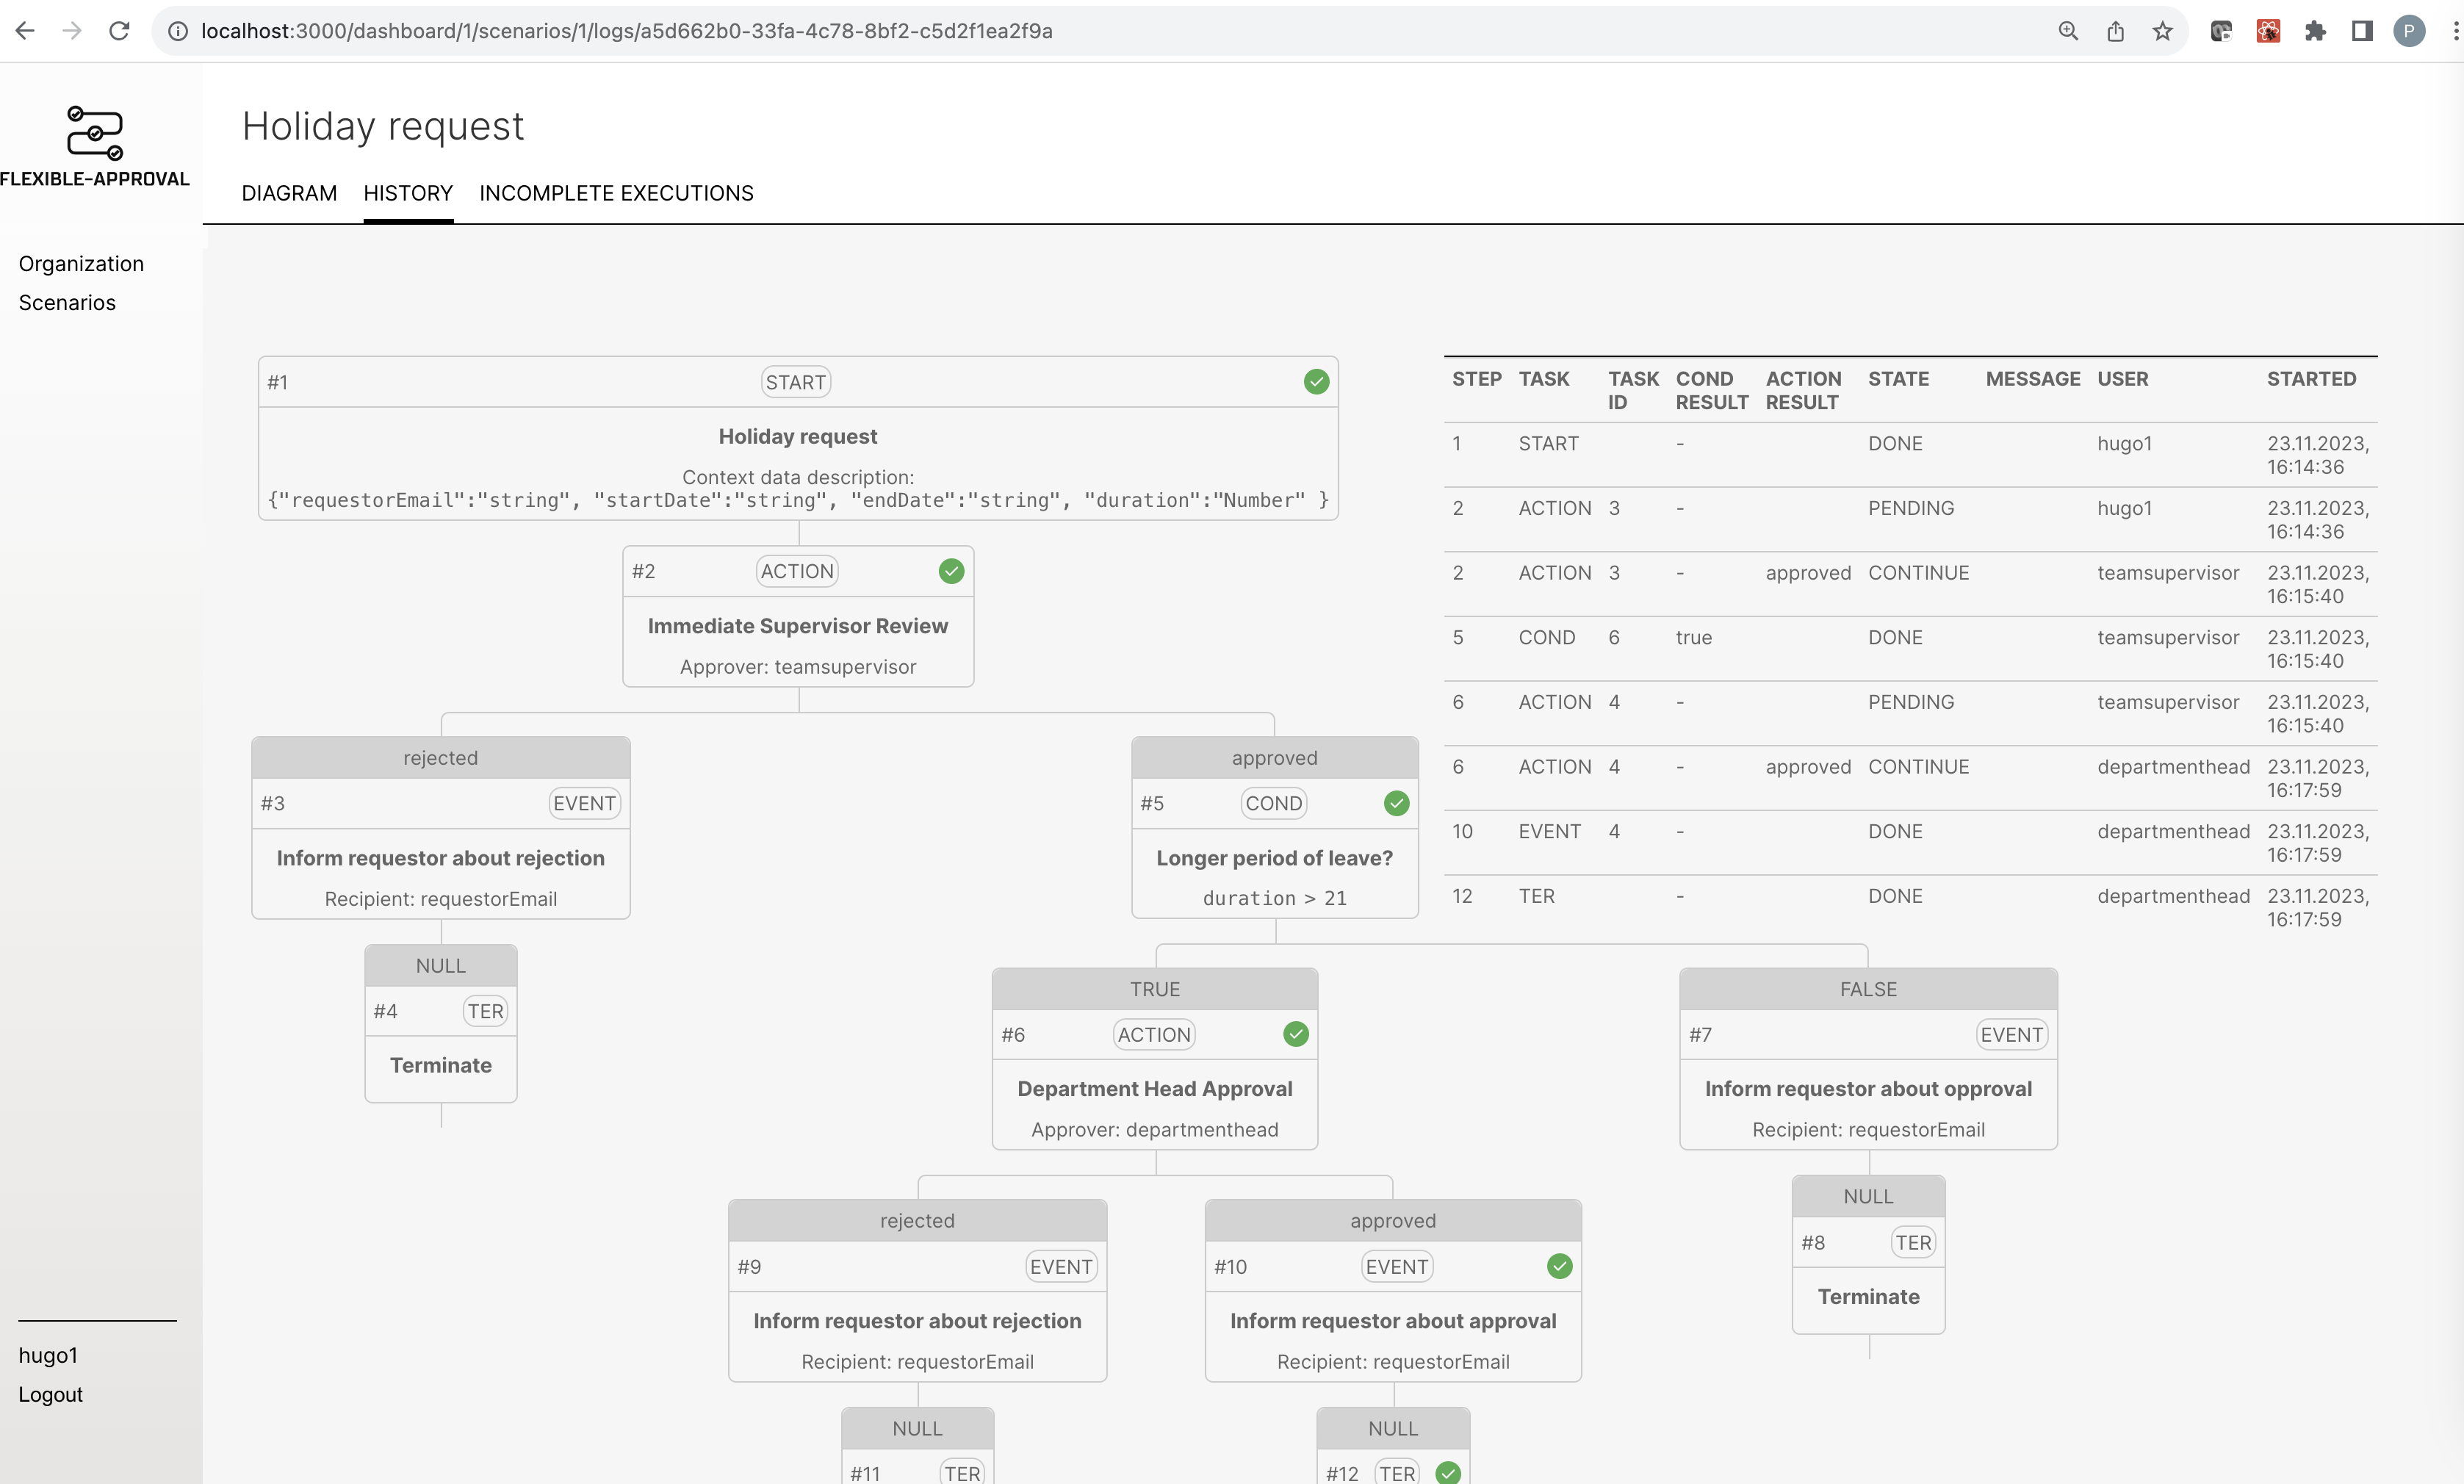 localhost:3000/dashboard/1/scenarios/1/logs/a5d662b0-33fa-4c78-8bf2-c5d2f1ea2f9a
P
FLEXIBLE-APPROVAL
Organization
Scenarios
hugo1
Logout
Holiday request
DIAGRAM HISTORY INCOMPLETE EXECUTIONS
#1 START
Holiday request
Context data description:
{"requestorEmail":"string", "startDate":"string", "endDate":"string", "duration":"Number" }
#2 ACTION
Immediate Supervisor Review
Approver: teamsupervisor
rejected
#3 EVENT
Inform requestor about rejection
Recipient: requestorEmail
NULL
#4 TER
Terminate
approved
#5 COND
Longer period of leave?
duration > 21
TRUE
#6 ACTION
Department Head Approval
Approver: departmenthead
FALSE
#7 EVENT
Inform requestor about opproval
Recipient: requestorEmail
NULL
#8 TER
Terminate
rejected
#9 EVENT
Inform requestor about rejection
Recipient: requestorEmail
approved
#10 EVENT
Inform requestor about approval
Recipient: requestorEmail
NULL
#11 TER
NULL
#12 TER
STEP TASK TASK COND ACTION STATE MESSAGE USER STARTED
ID RESULT RESULT
1 START - DONE hugo1 23.11.2023,
16:14:36
2 ACTION 3 - PENDING hugo1 23.11.2023,
16:14:36
2 ACTION 3 - approved CONTINUE teamsupervisor 23.11.2023,
16:15:40
5 COND 6 true DONE teamsupervisor 23.11.2023,
16:15:40
6 ACTION 4 - PENDING teamsupervisor 23.11.2023,
16:15:40
6 ACTION 4 - approved CONTINUE departmenthead 23.11.2023,
16:17:59
10 EVENT 4 - DONE departmenthead 23.11.2023,
16:17:59
12 TER - DONE departmenthead 23.11.2023,
16:17:59